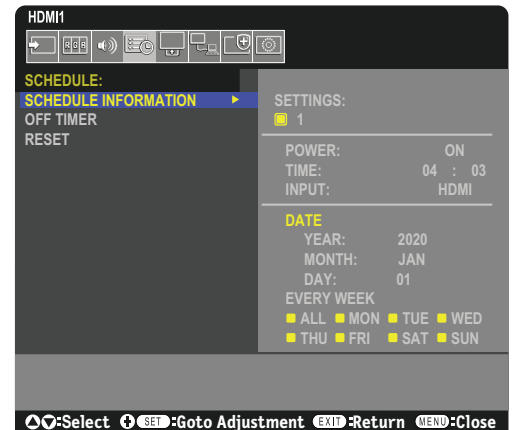 HDMI1
RGB
SCHEDULE:
SCHEDULE INFORMATION
OFF TIMER
RESET
SETTINGS:
1
POWER: ON
TIME: 04 : 03
INPUT: HDMI
DATE
YEAR: 2020
MONTH: JAN
DAY: 01
EVERY WEEK
ALL MON TUE WED
THU FRI SAT SUN
:Select SET :Goto Adjustment EXIT :Return MENU :Close